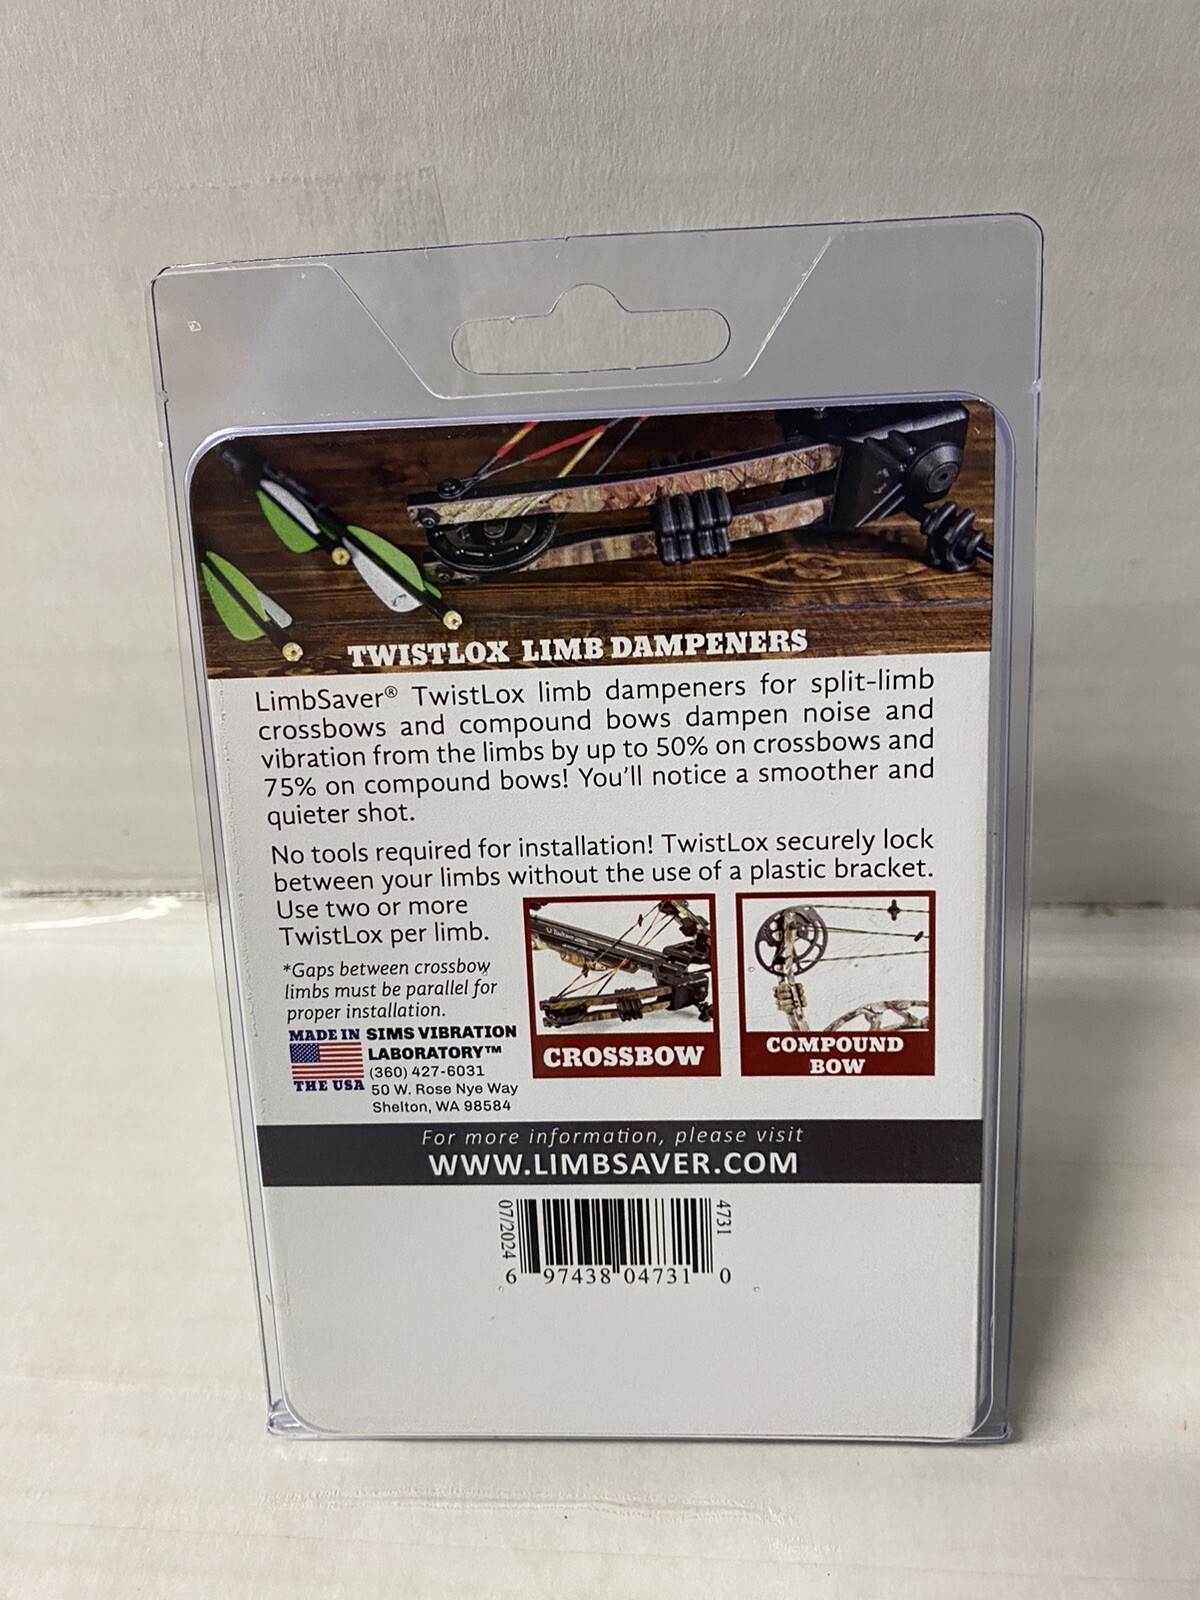 TWISTLOX LIMB DAMPENERS
LimbSaver® TwistLox limb dampeners for split-limb
crossbows and compound bows dampen noise and
vibration from the limbs by up to 50% on crossbows and
75% on compound bows! You'll notice a smoother and
quieter shot.
No tools required for installation! TwistLox securely lock
between your limbs without the use of a plastic bracket.
Use two or more
TwistLox per limb.
*Gaps between crossbow
limbs must be parallel for
proper installation.
MADE IN
THE USA
SIMS VIBRATION
LABORATORY™
(360) 427-6031
50 W. Rose Nye Way
Shelton, WA 98584
CROSSBOW
COMPOUND
BOW
For more information, please visit
WWW.LIMBSAVER.COM
07/2024
4731
6 97438 04731 0